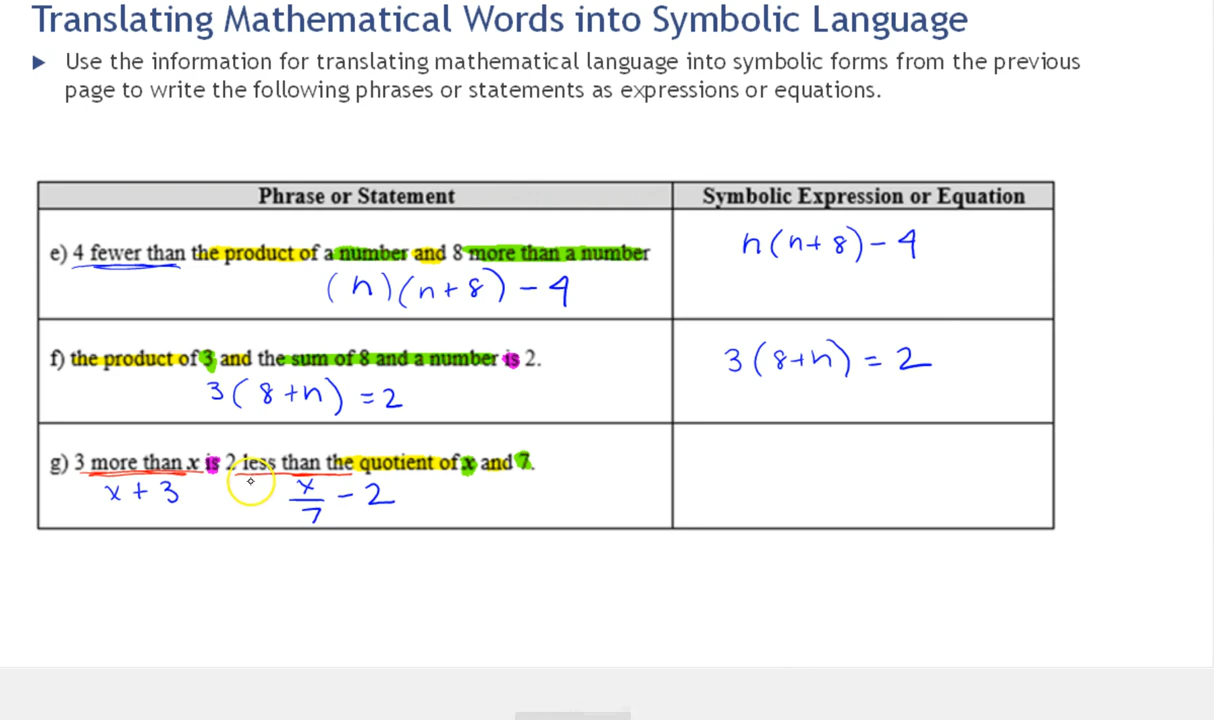 Translating Mathematical Words into Symbolic Language
▶ Use the information for translating mathematical language into symbolic forms from the previous
page to write the following phrases or statements as expressions or equations.
Phrase or Statement
Symbolic Expression or Equation
e) 4 fewer than the product of a number and 8 more than a number
(n)(n+8)-4
n(n+8)-4
f) the product of 3 and the sum of 8 and a number is 2.
3(8+n)=2
3(8+n)=2
g) 3 more than x is 2 less than the quotient of x and 7.
x+3
x/7 - 2